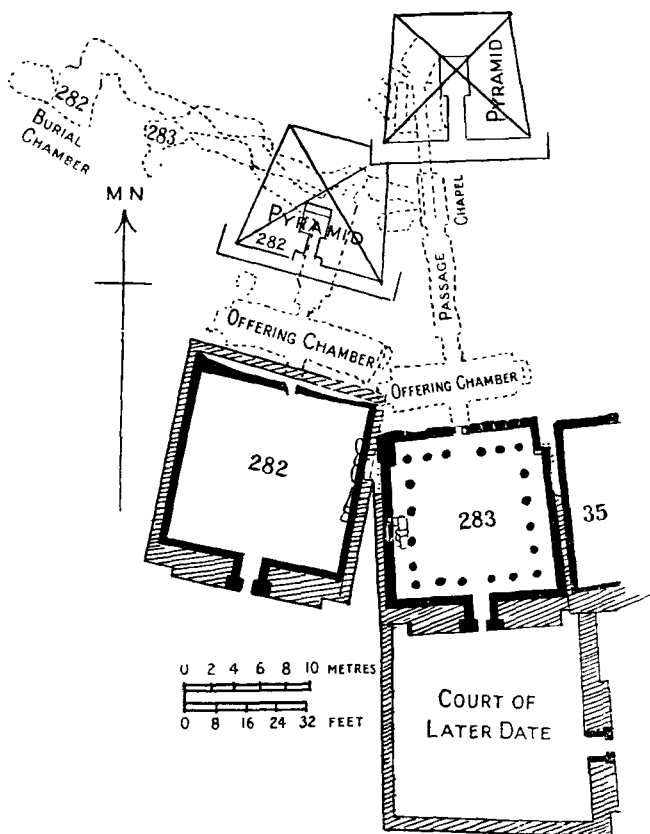 PYRAMID
282
BURIAL
CHAMBER
283
MN
PYRAMID
282
CHAPEL
PASSAGE
OFFERING CHAMBER
OFFERING CHAMBER
282
283
35
0 2 4 6 8 10 METRES
0 8 16 24 32 FEET
COURT OF
LATER DATE